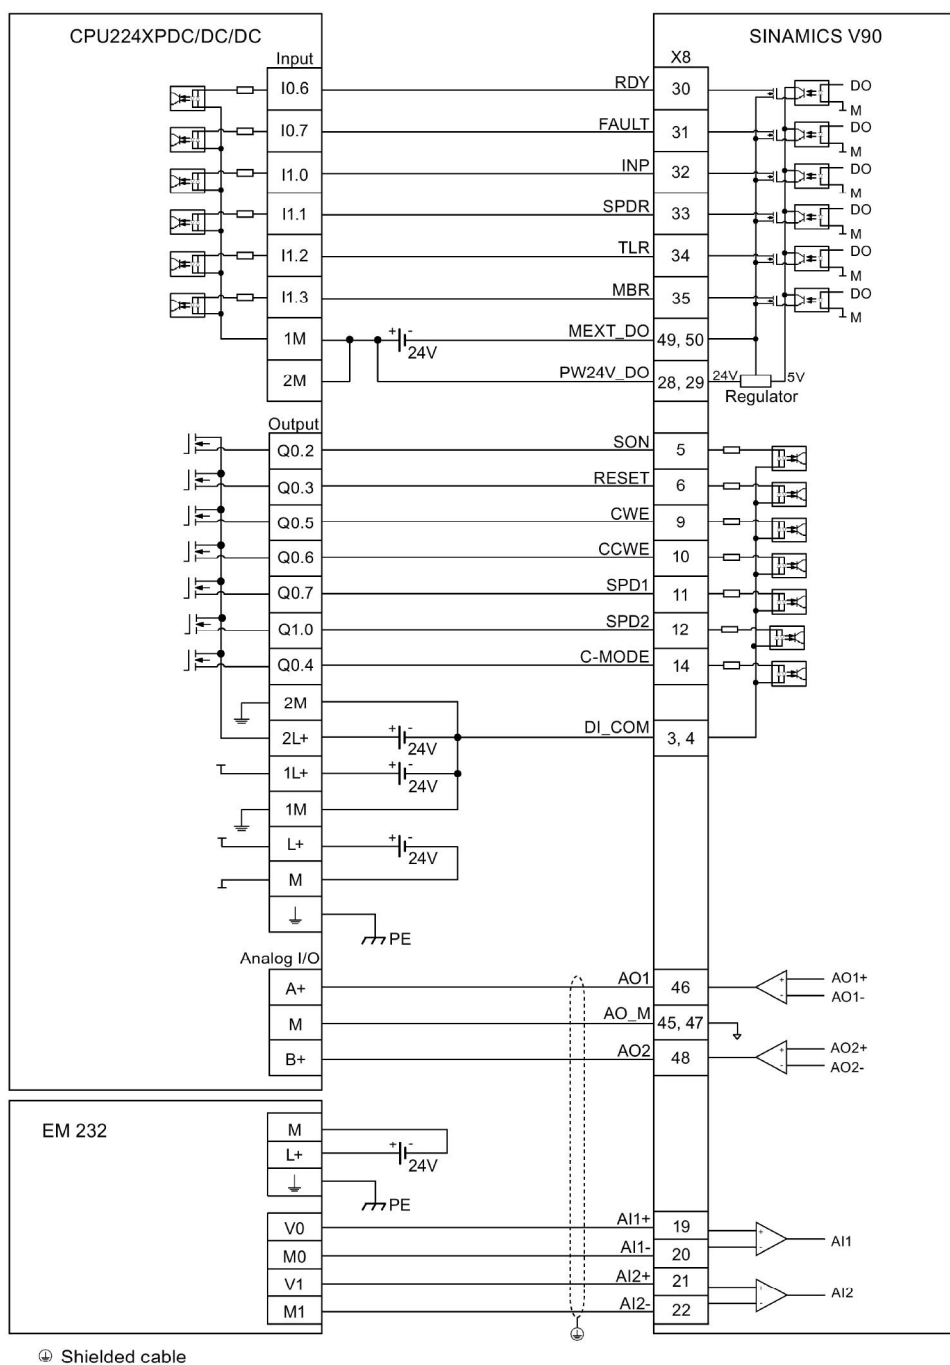 CPU224XPDC/DC/DC SINAMICS V90
Input X8
I0.6 RDY 30 DO
M
I0.7 FAULT 31 DO
M
I1.0 INP 32 DO
M
I1.1 SPDR 33 DO
M
I1.2 TLR 34 DO
M
I1.3 MBR 35 DO
M
1M + - 24V MEXT_DO 49, 50
2M PW24V_DO 28, 29 24V 5V
Regulator
Output
Q0.2 SON 5
Q0.3 RESET 6
Q0.5 CWE 9
Q0.6 CCWE 10
Q0.7 SPD1 11
Q1.0 SPD2 12
Q0.4 C-MODE 14
2M
2L+ + - 24V DI_COM 3, 4
1L+ + - 24V
1M
L+ + - 24V
M
PE
Analog I/O
A+ AO1 46 + - AO1+
AO1-
M AO_M 45, 47
B+ AO2 48 + - AO2+
AO2-
EM 232
M
L+ + - 24V
PE
V0 AI1+ 19 + - AI1
M0 AI1- 20
V1 AI2+ 21 + - AI2
M1 AI2- 22
Shielded cable